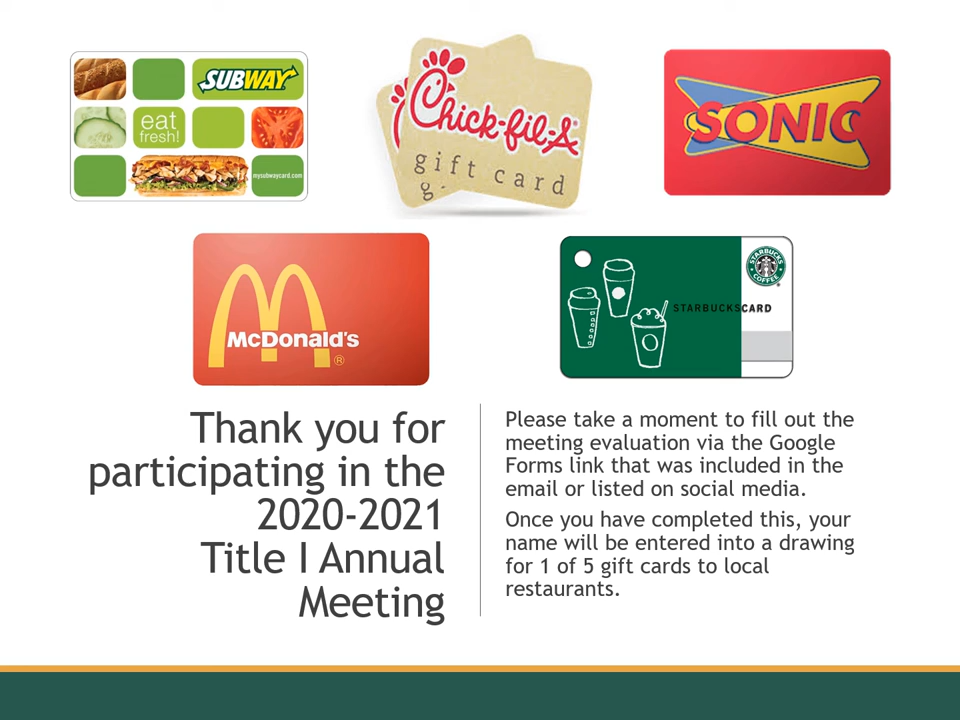 SUBWAY
eat
fresh!
mysubwaycard.com
Chick-fil-A
gift card
g
SONIC
McDonald's
®
STARBUCKS
COFFEE
STARBUCKSCARD
Thank you for
participating in the
2020-2021
Title I Annual
Meeting
Please take a moment to fill out the
meeting evaluation via the Google
Forms link that was included in the
email or listed on social media.
Once you have completed this, your
name will be entered into a drawing
for 1 of 5 gift cards to local
restaurants.